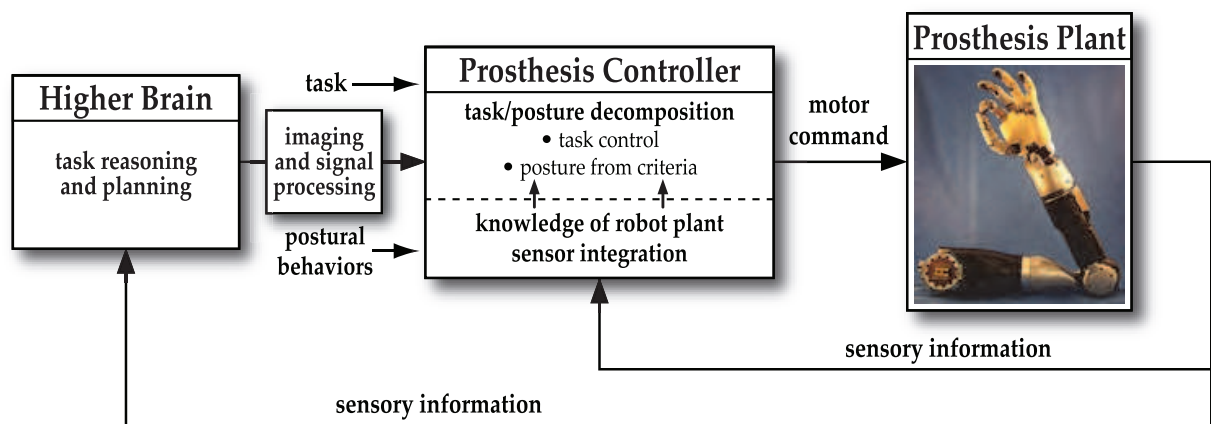 Higher Brain
task reasoning
and planning
task
imaging
and signal
processing
postural
behaviors
Prosthesis Controller
task/posture decomposition
• task control
• posture from criteria
knowledge of robot plant
sensor integration
motor
command
Prosthesis Plant
sensory information
sensory information